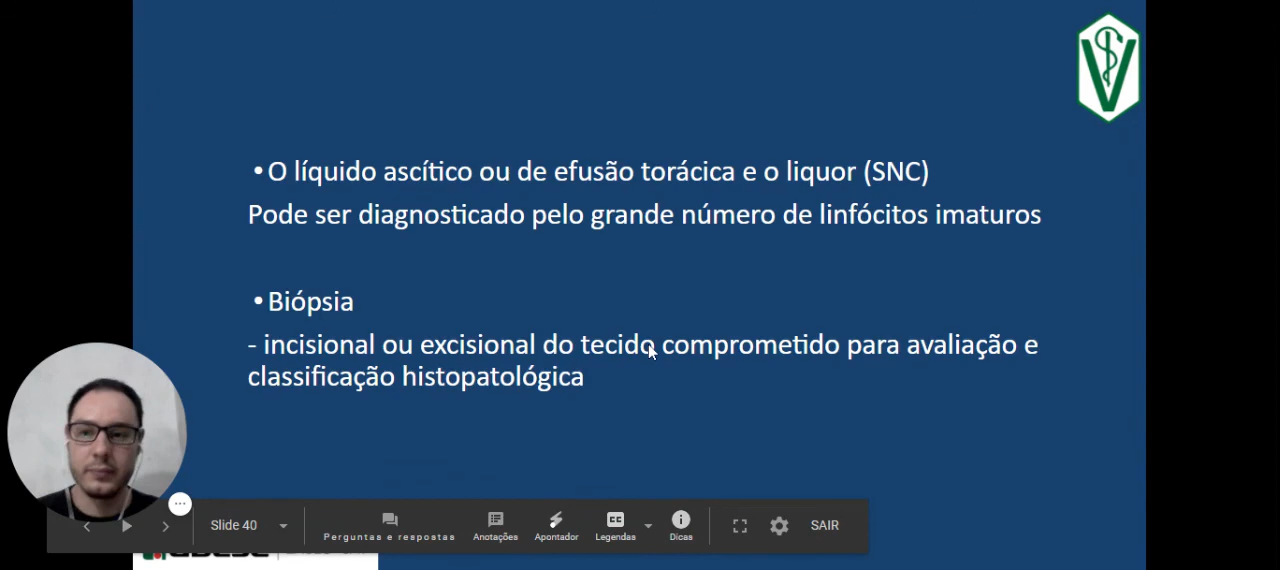 •O líquido ascítico ou de efusão torácica e o liquor (SNC)
Pode ser diagnosticado pelo grande número de linfócitos imaturos
•Biópsia
- incisional ou excisional do tecido comprometido para avaliação e
classificação histopatológica
Slide 40
Perguntas e respostas
Anotações
Apontador
CC
Legendas
Dicas
SAIR